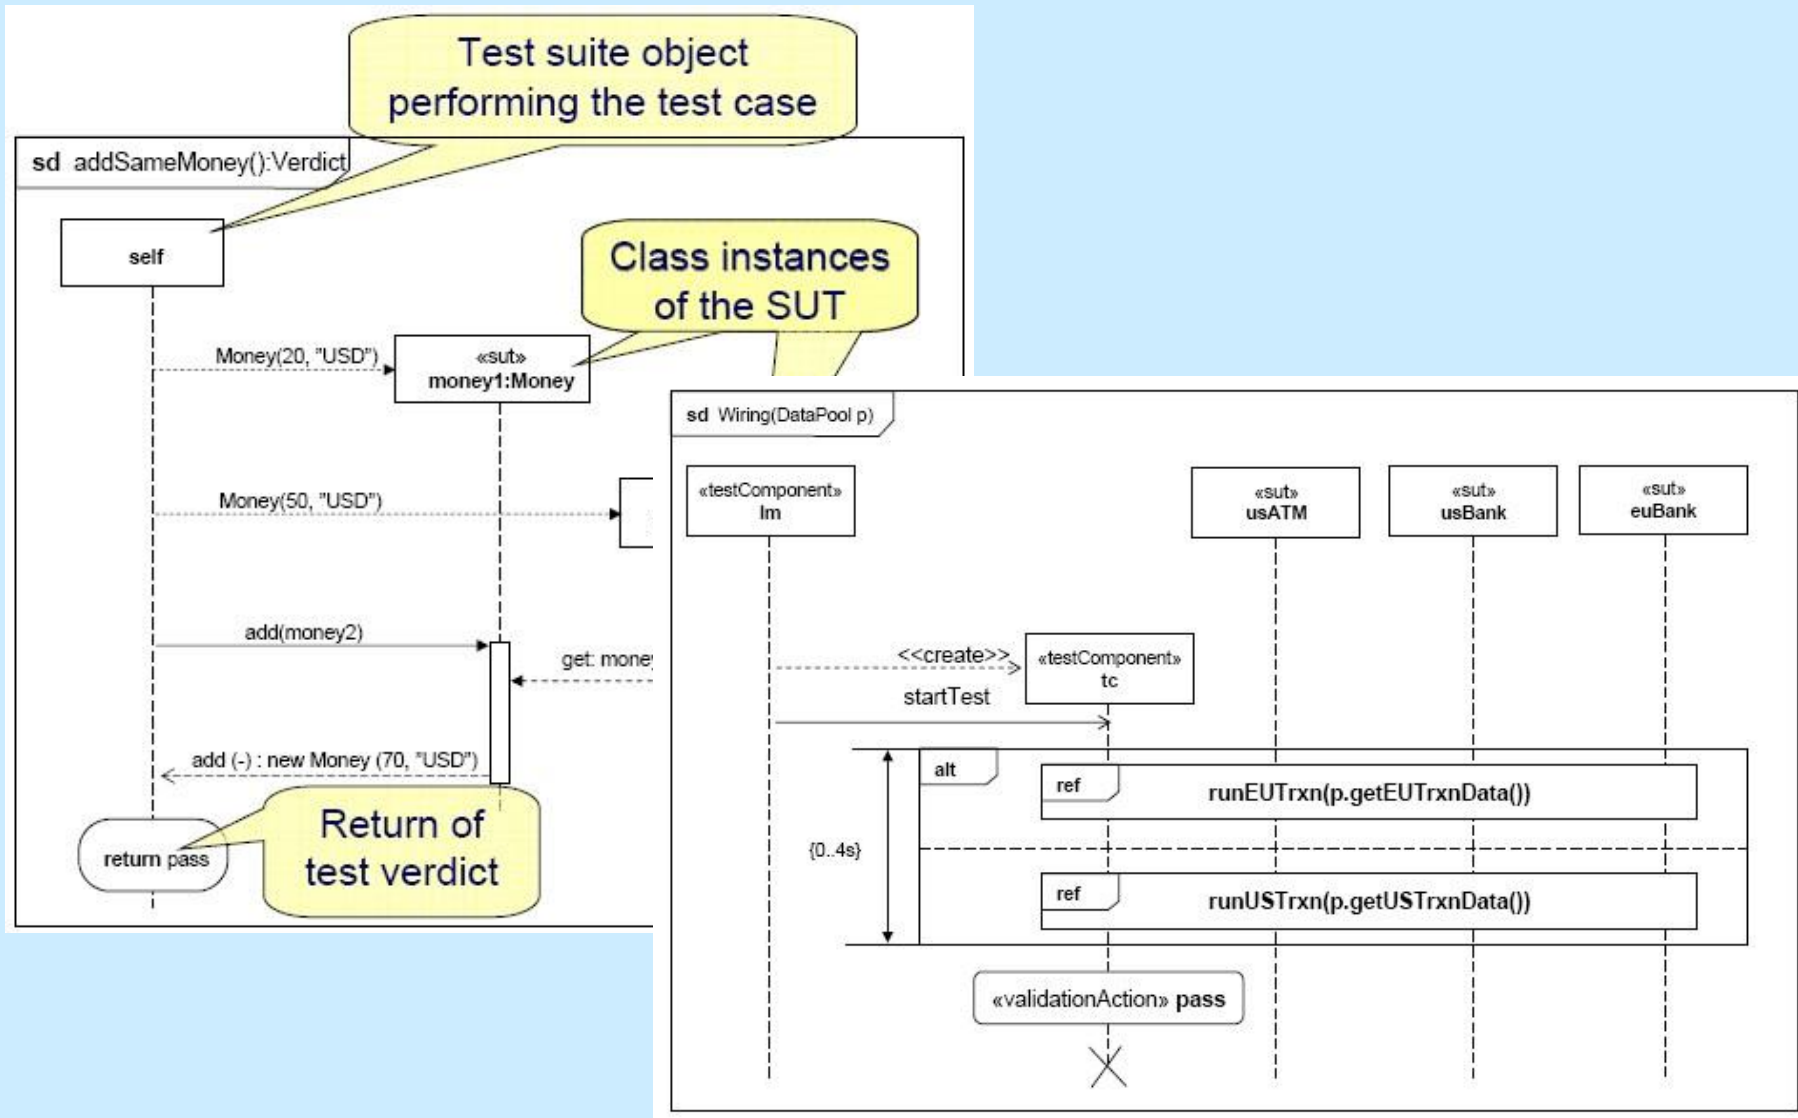 Test suite object
performing the test case
sd addSameMoney():Verdict
self
Class instances
of the SUT
Money(20, "USD")
«sut»
money1:Money
Money(50, "USD")
add(money2)
get: mone
add (-) : new Money (70, "USD")
Return of
test verdict
return pass
sd Wiring(DataPool p)
«testComponent»
lm
«sut»
usATM
«sut»
usBank
«sut»
euBank
<<create>>
«testComponent»
tc
startTest
alt
ref
runEUTrxn(p.getEUTrxnData())
{0..4s}
ref
runUSTrxn(p.getUSTrxnData())
«validationAction» pass